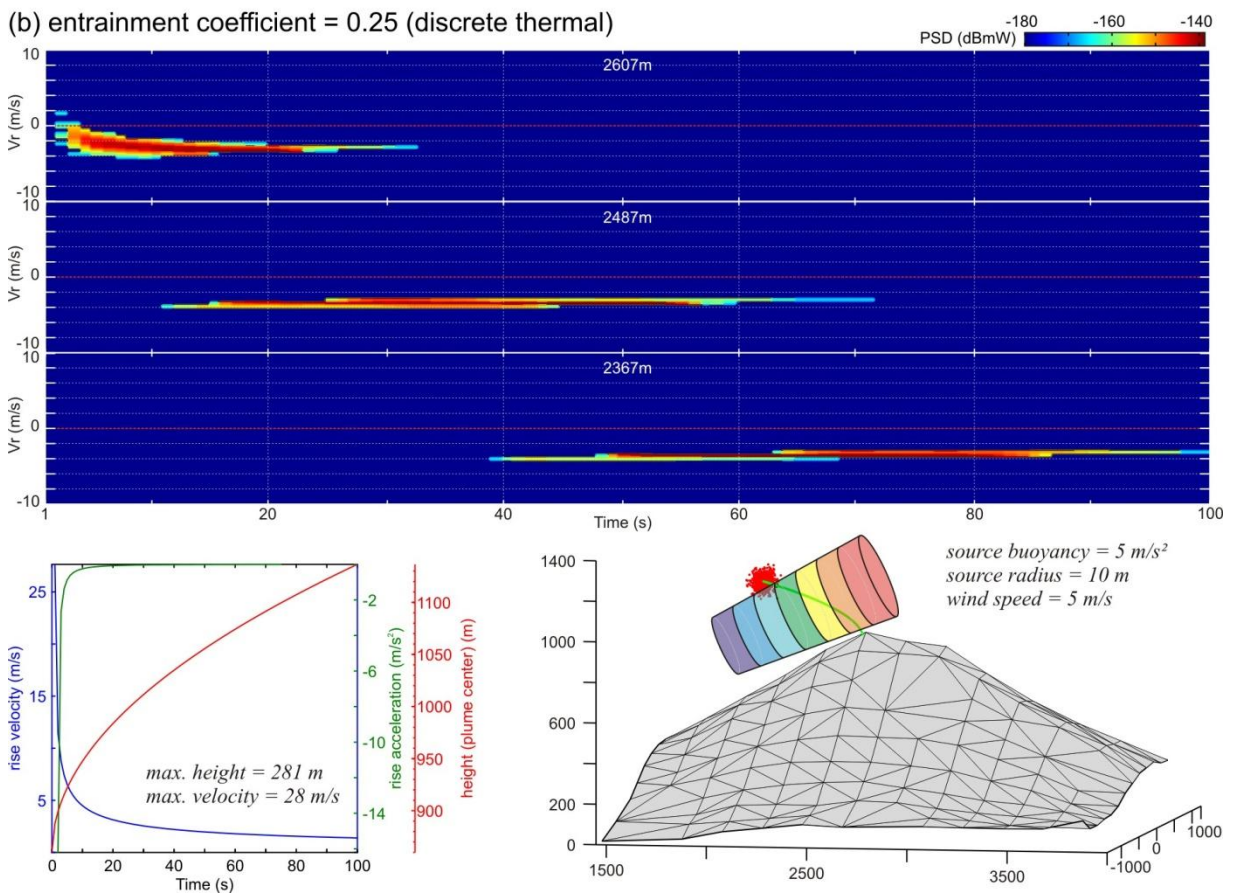 (b) entrainment coefficient = 0.25 (discrete thermal)
PSD (dBmW)
-180 -160 -140
2607m
10
0
-10
Vr (m/s)
2487m
10
0
-10
Vr (m/s)
2367m
10
0
-10
Vr (m/s)
1 20 40 60 80 100
Time (s)
rise velocity (m/s)
25
15
5
0 20 40 60 80 100
Time (s)
max. height = 281 m
max. velocity = 28 m/s
rise acceleration (m/s²)
-2
-6
-10
-14
height (plume center) (m)
1100
1050
1000
950
900
source buoyancy = 5 m/s²
source radius = 10 m
wind speed = 5 m/s
1400
1200
1000
600
400
200
0
1500 2500 3500
-1000 0 1000